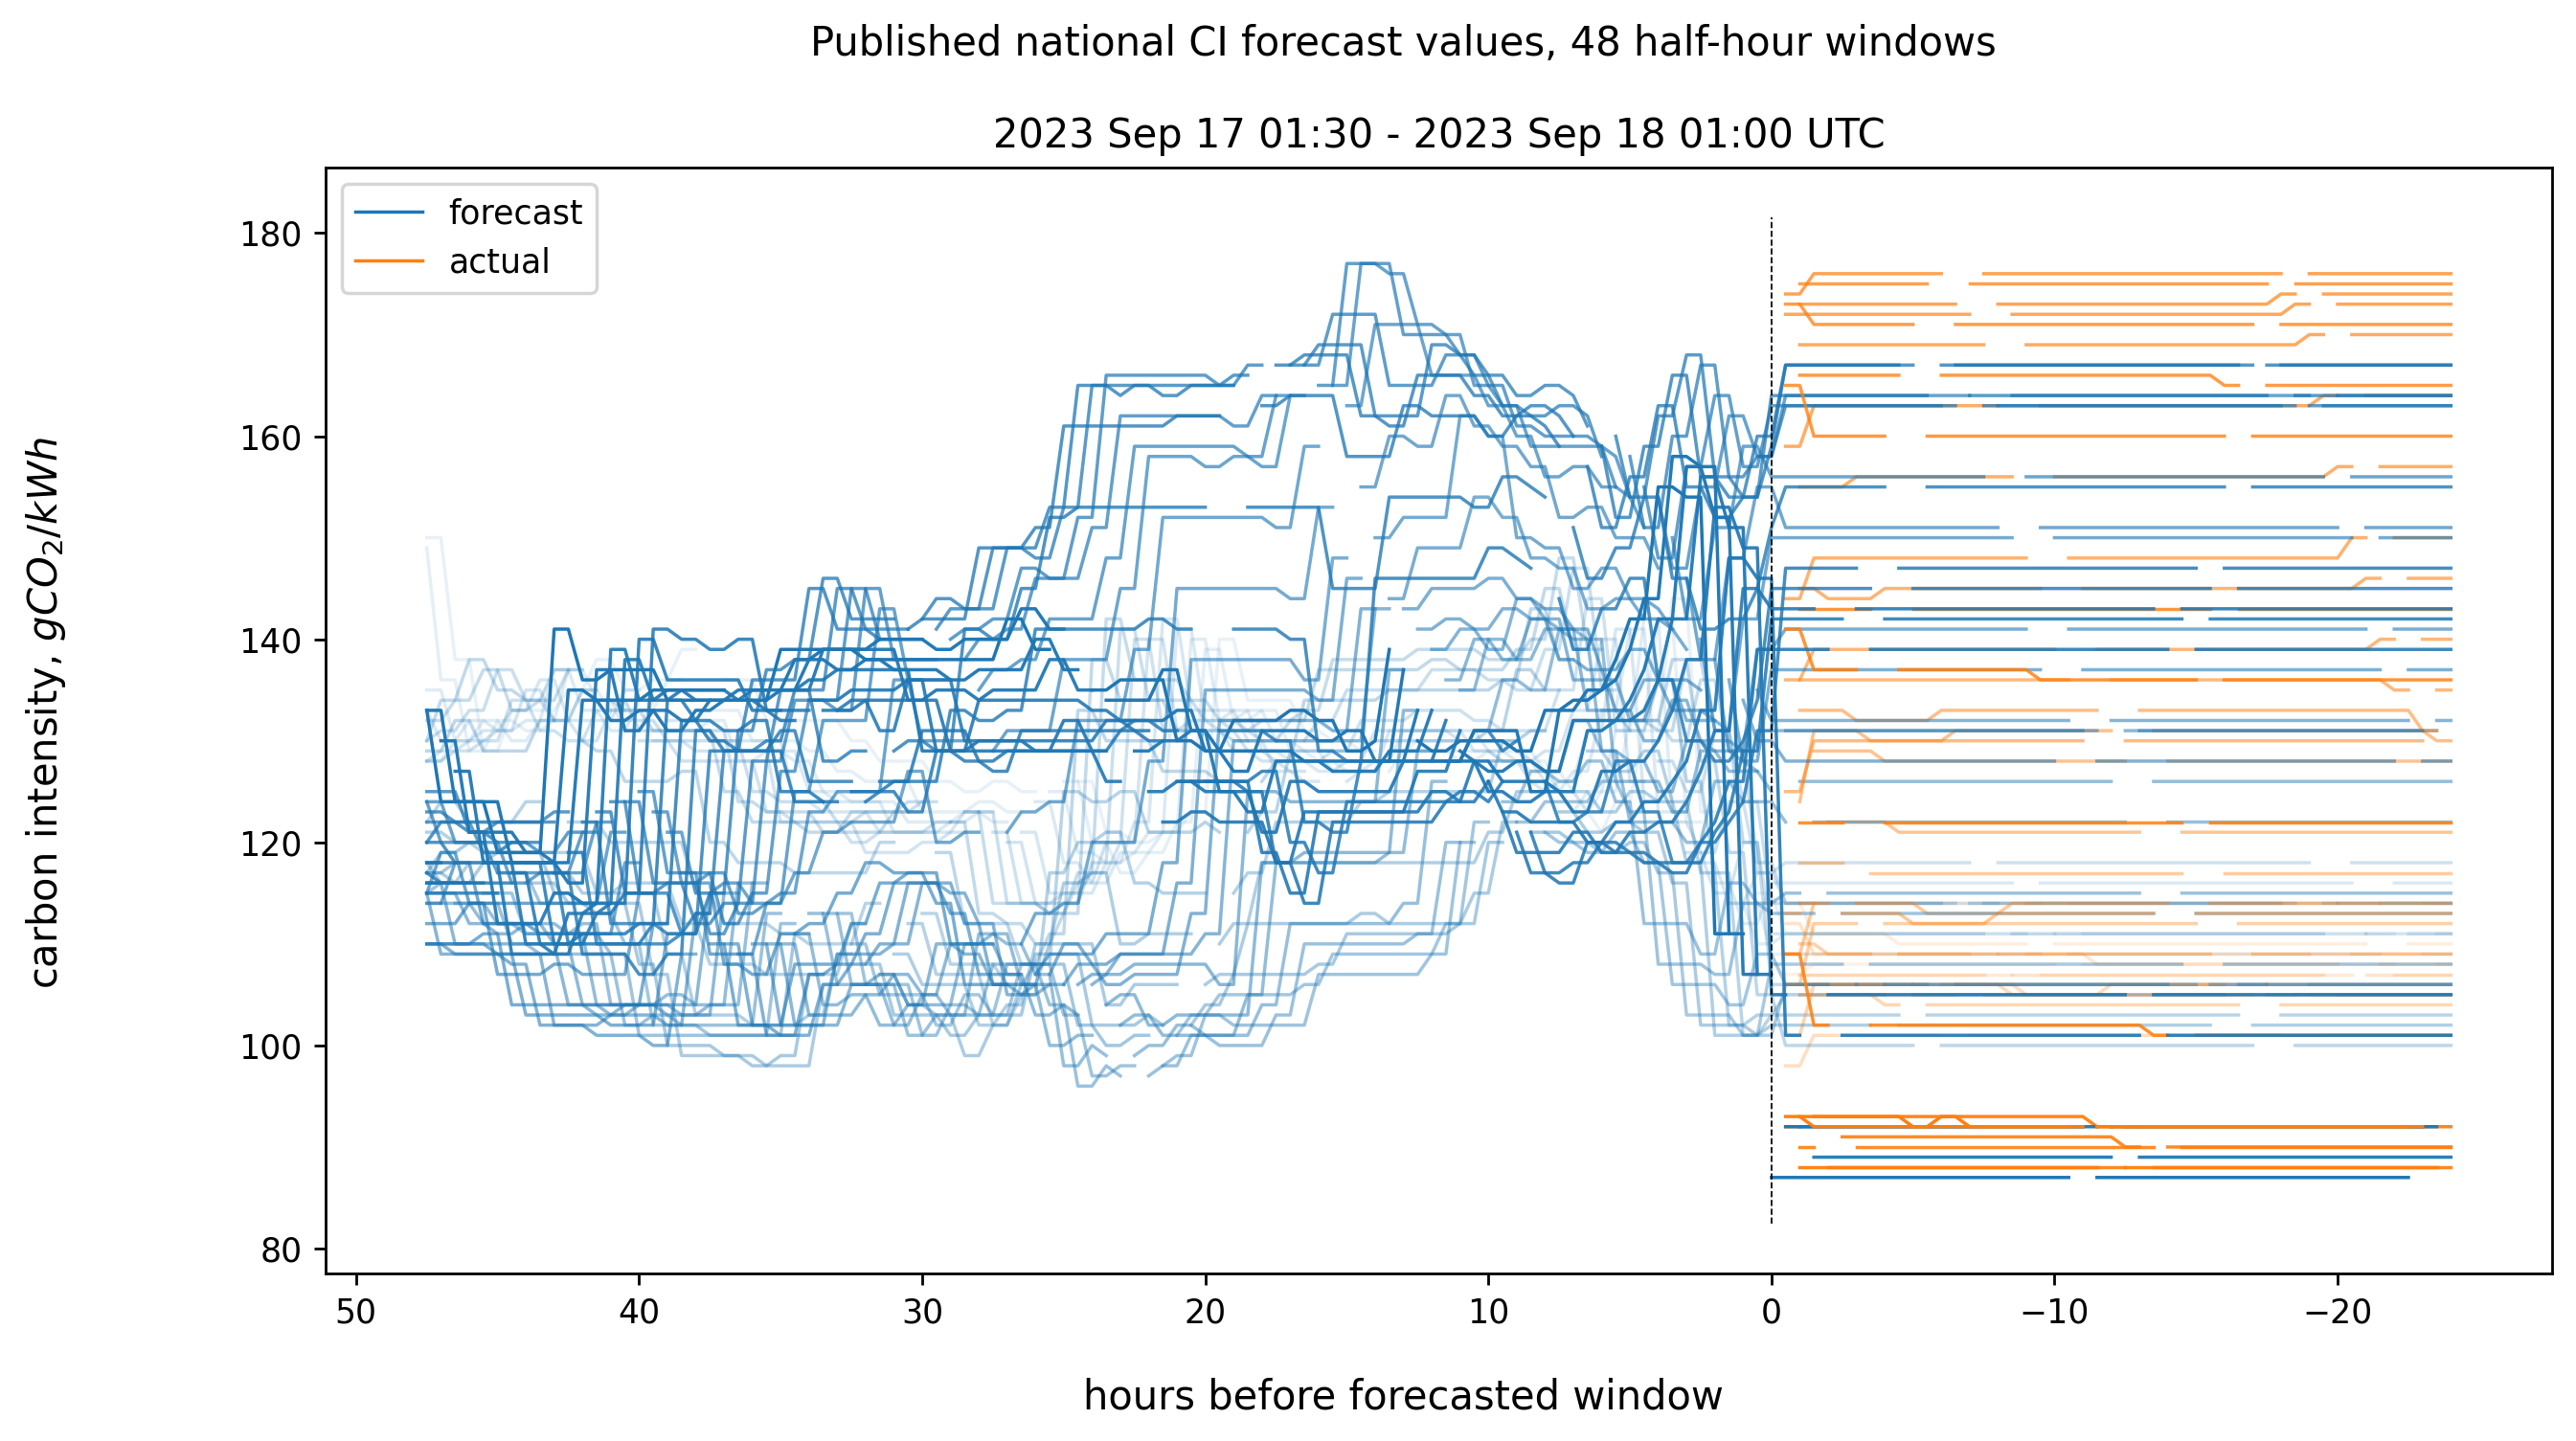 Published national CI forecast values, 48 half-hour windows
2023 Sep 17 01:30 - 2023 Sep 18 01:00 UTC
forecast
actual
carbon intensity, gCO₂/kWh
180
160
140
120
100
80
50
40
30
20
10
0
−10
−20
hours before forecasted window